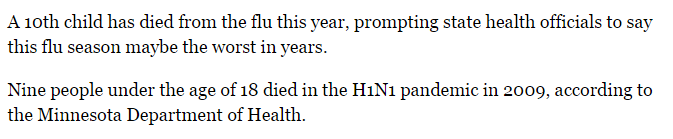 A 10th child has died from the flu this year, prompting state health officials to say
this flu season maybe the worst in years.
Nine people under the age of 18 died in the H1N1 pandemic in 2009, according to
the Minnesota Department of Health.